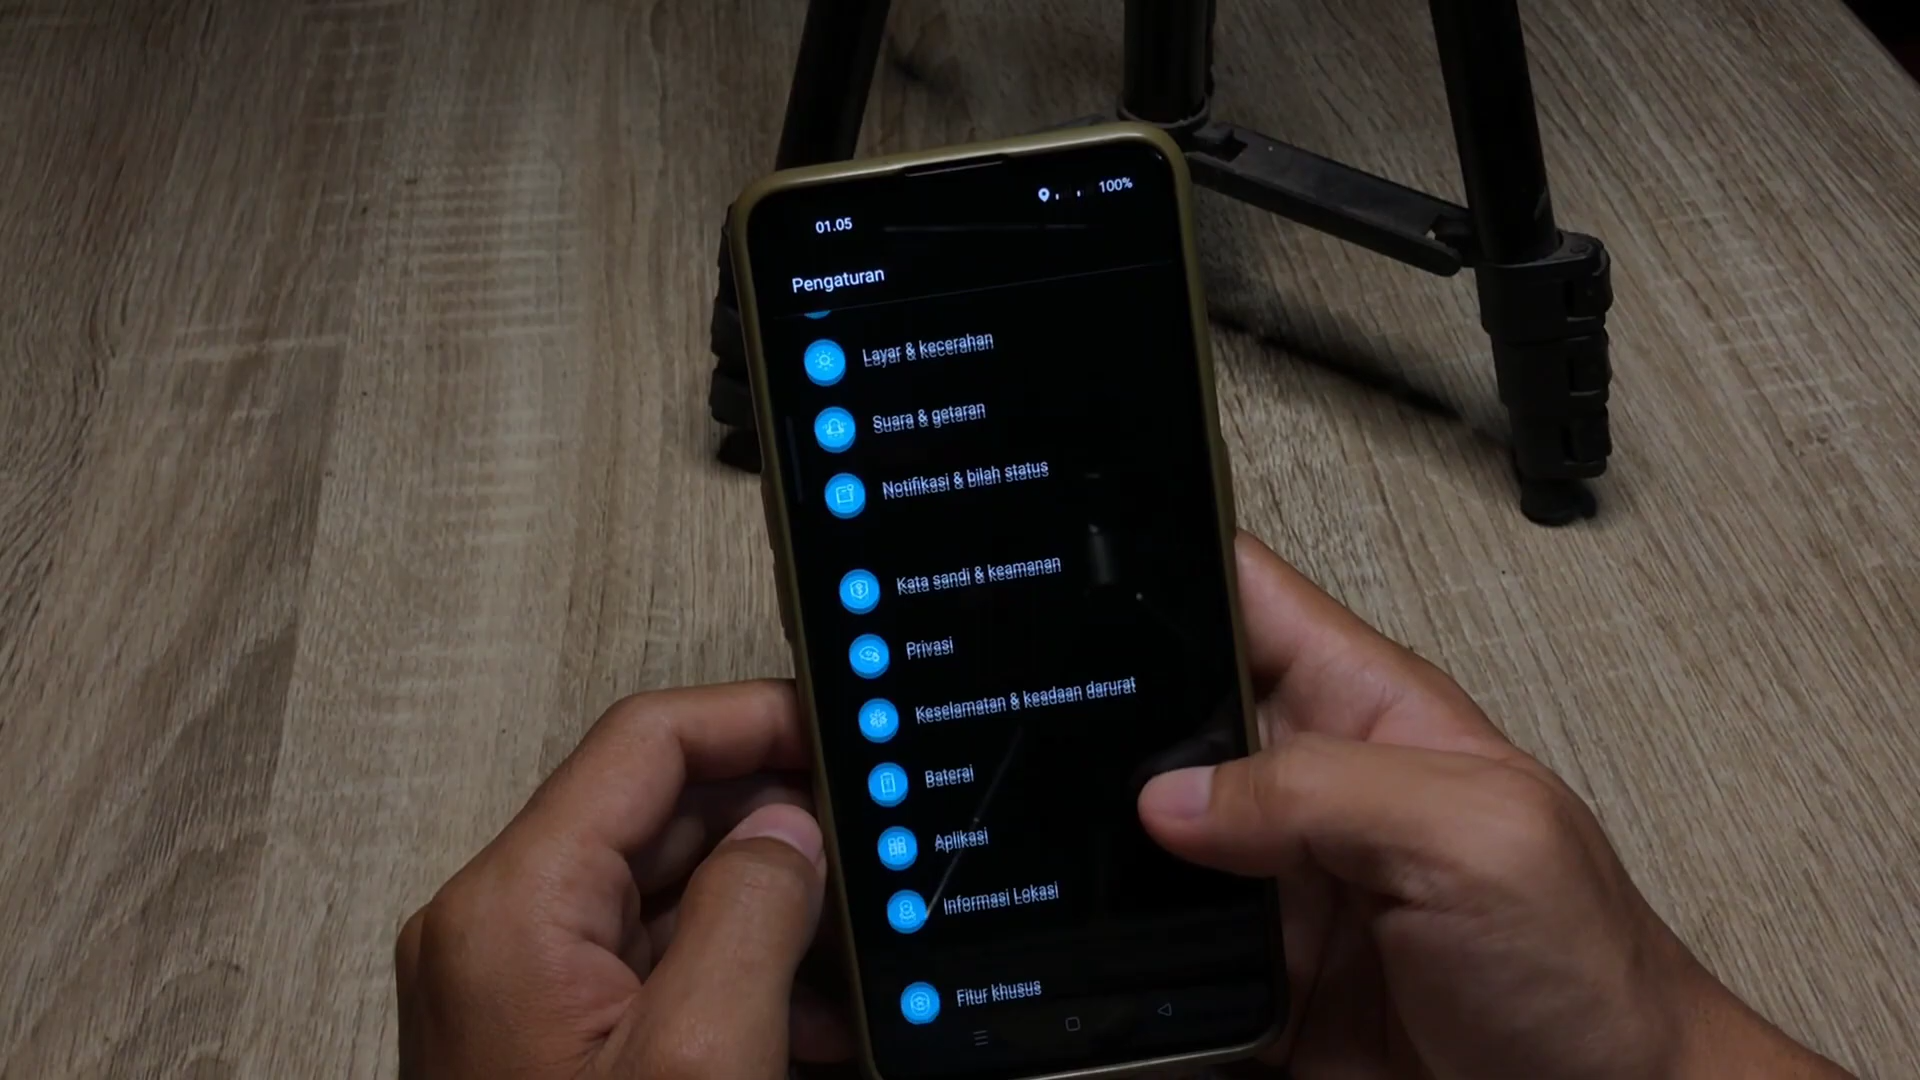 01.05
100%
Pengaturan
Layar & kecerahan
Suara & getaran
Notifikasi & bilah status
Kata sandi & keamanan
Privasi
Keselamatan & keadaan darurat
Baterai
Aplikasi
Informasi Lokasi
Fitur khusus